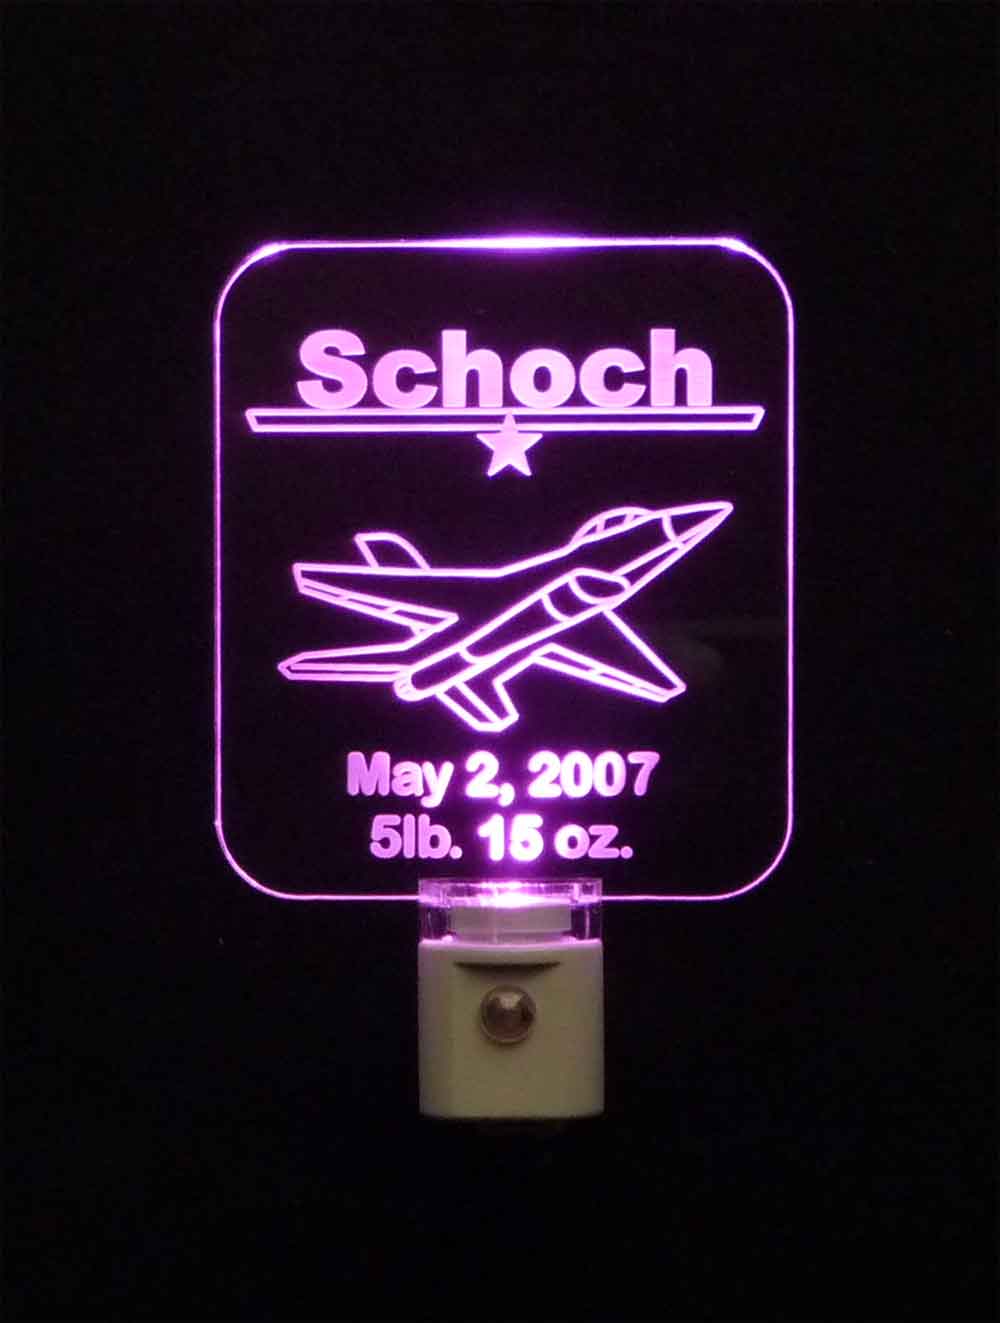 Schoch
May 2, 2007
5lb. 15 oz.